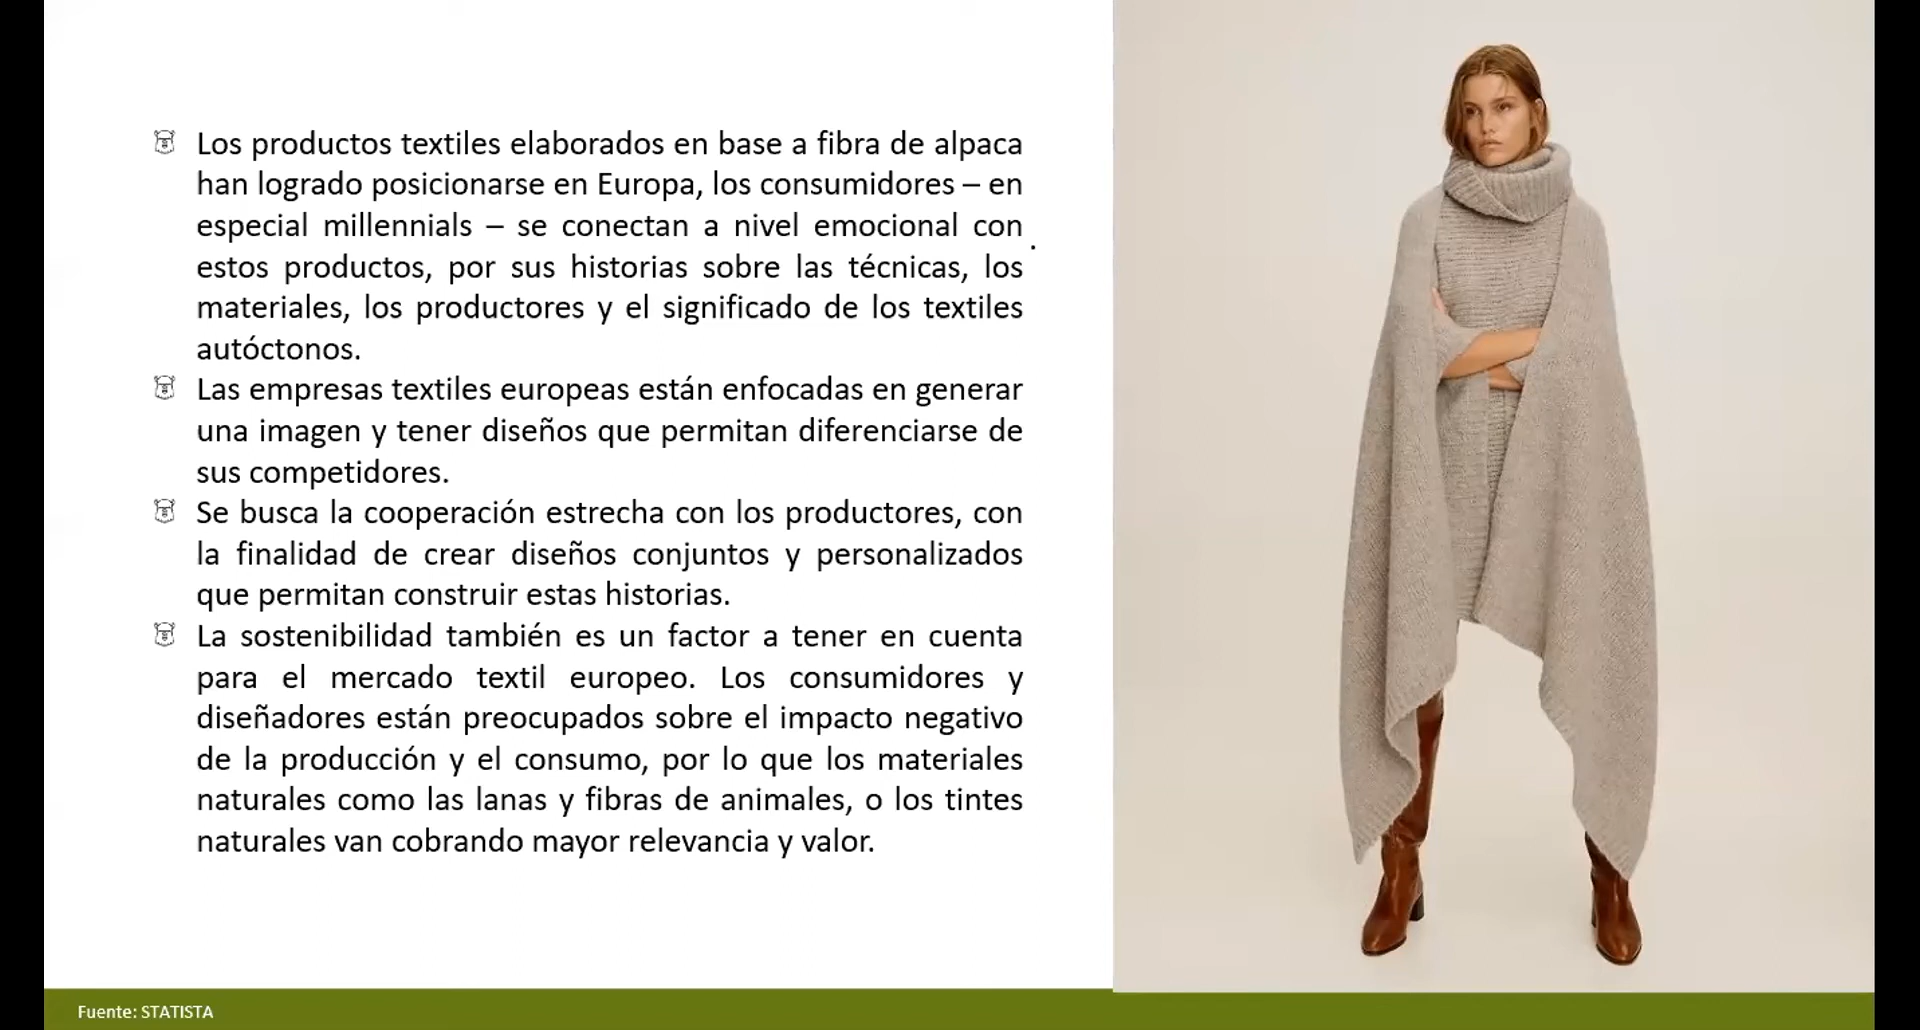 Los productos textiles elaborados en base a fibra de alpaca
han logrado posicionarse en Europa, los consumidores – en
especial millennials – se conectan a nivel emocional con
estos productos, por sus historias sobre las técnicas, los
materiales, los productores y el significado de los textiles
autóctonos.
Las empresas textiles europeas están enfocadas en generar
una imagen y tener diseños que permitan diferenciarse de
sus competidores.
Se busca la cooperación estrecha con los productores, con
la finalidad de crear diseños conjuntos y personalizados
que permitan construir estas historias.
La sostenibilidad también es un factor a tener en cuenta
para el mercado textil europeo. Los consumidores y
diseñadores están preocupados sobre el impacto negativo
de la producción y el consumo, por lo que los materiales
naturales como las lanas y fibras de animales, o los tintes
naturales van cobrando mayor relevancia y valor.
Fuente: STATISTA